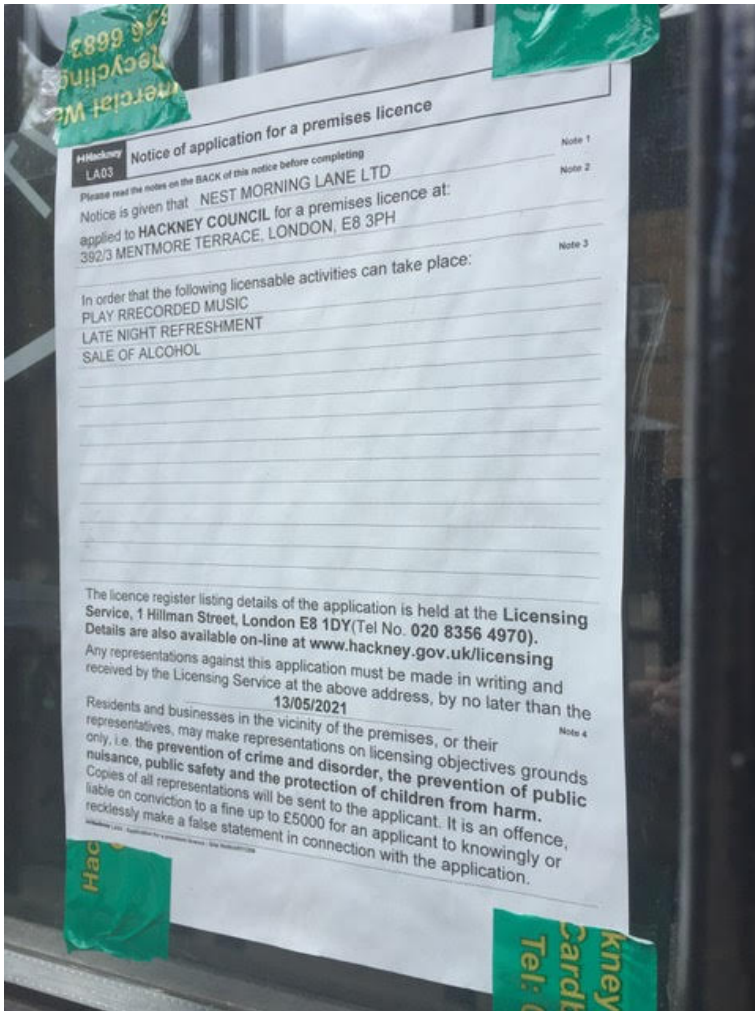 356 6683
Recycling
mercial Wa
Hackney
LA03
Notice of application for a premises licence
Please read the notes on the BACK of this notice before completing
Note 1
Notice is given that NEST MORNING LANE LTD
Note 2
applied to HACKNEY COUNCIL for a premises licence at:
392/3 MENTMORE TERRACE, LONDON, E8 3PH
Note 3
In order that the following licensable activities can take place:
PLAY RRECORDED MUSIC
LATE NIGHT REFRESHMENT
SALE OF ALCOHOL
The licence register listing details of the application is held at the Licensing
Service, 1 Hillman Street, London E8 1DY(Tel No. 020 8356 4970).
Details are also available on-line at www.hackney.gov.uk/licensing
Any representations against this application must be made in writing and
received by the Licensing Service at the above address, by no later than the
13/05/2021
Note 4
Residents and businesses in the vicinity of the premises, or their
representatives, may make representations on licensing objectives grounds
only, i.e. the prevention of crime and disorder, the prevention of public
nuisance, public safety and the protection of children from harm.
Copies of all representations will be sent to the applicant. It is an offence,
liable on conviction to a fine up to £5000 for an applicant to knowingly or
recklessly make a false statement in connection with the application.
Hac
kney
Cardb
Tel: 0